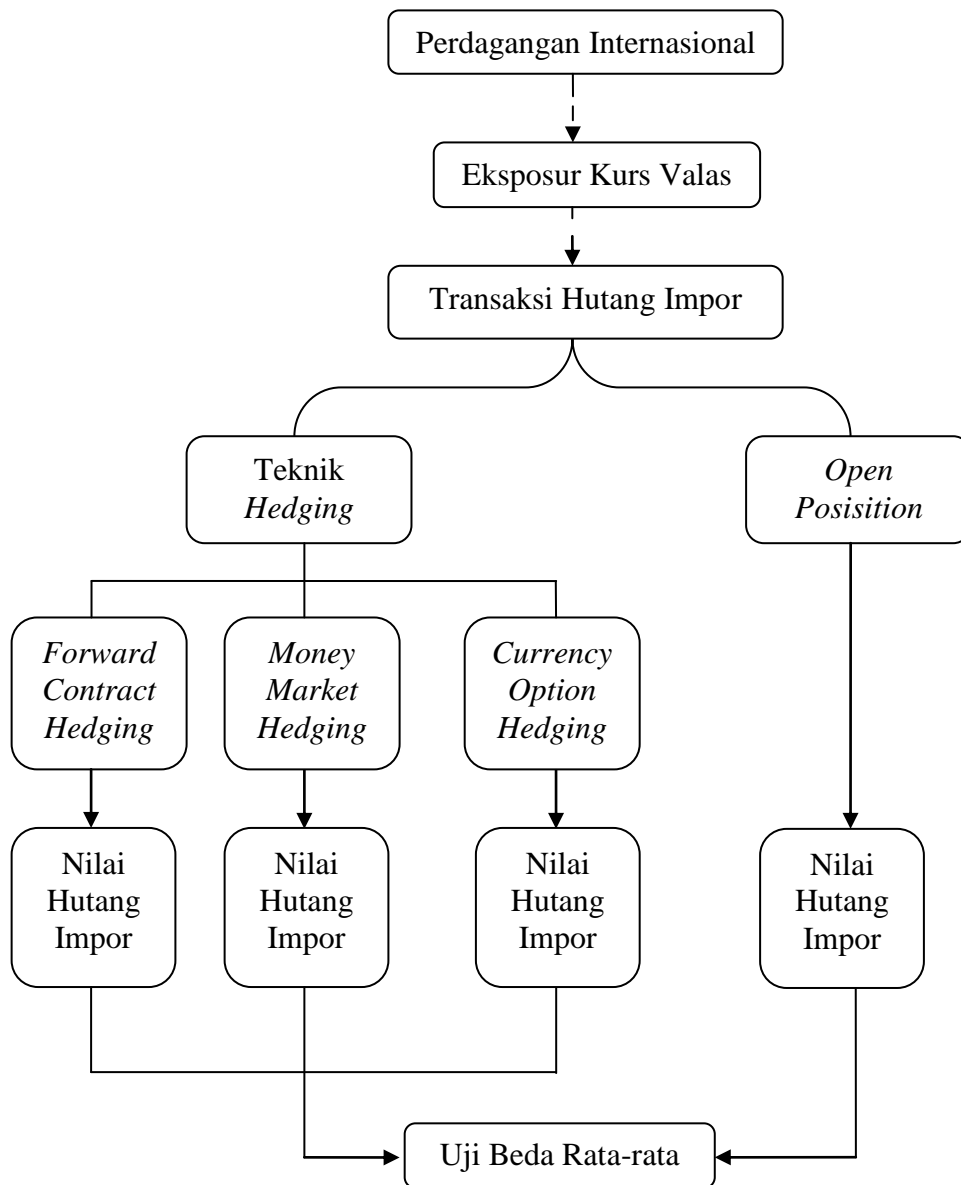 Perdagangan Internasional
Eksposur Kurs Valas
Transaksi Hutang Impor
Teknik
Hedging
Open
Posisition
Forward
Contract
Hedging
Money
Market
Hedging
Currency
Option
Hedging
Nilai
Hutang
Impor
Nilai
Hutang
Impor
Nilai
Hutang
Impor
Nilai
Hutang
Impor
Uji Beda Rata-rata